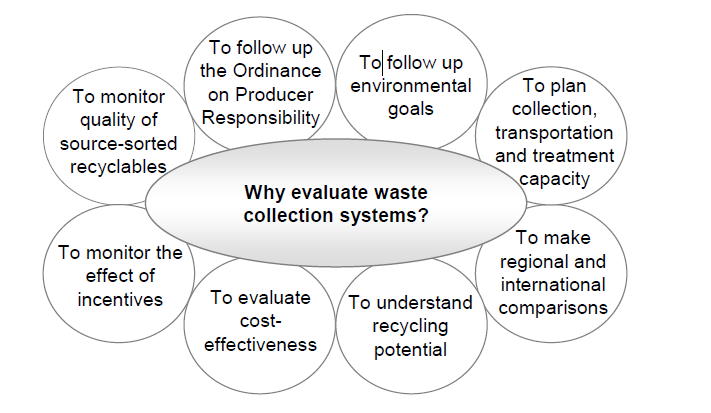 To follow up
the Ordinance
on Producer
Responsibility
To follow up
environmental
goals
To plan
collection,
transportation
and treatment
capacity
To monitor
quality of
source-sorted
recyclables
Why evaluate waste
collection systems?
To make
regional and
international
comparisons
To monitor the
effect of
incentives
To evaluate
cost-
effectiveness
To understand
recycling
potential